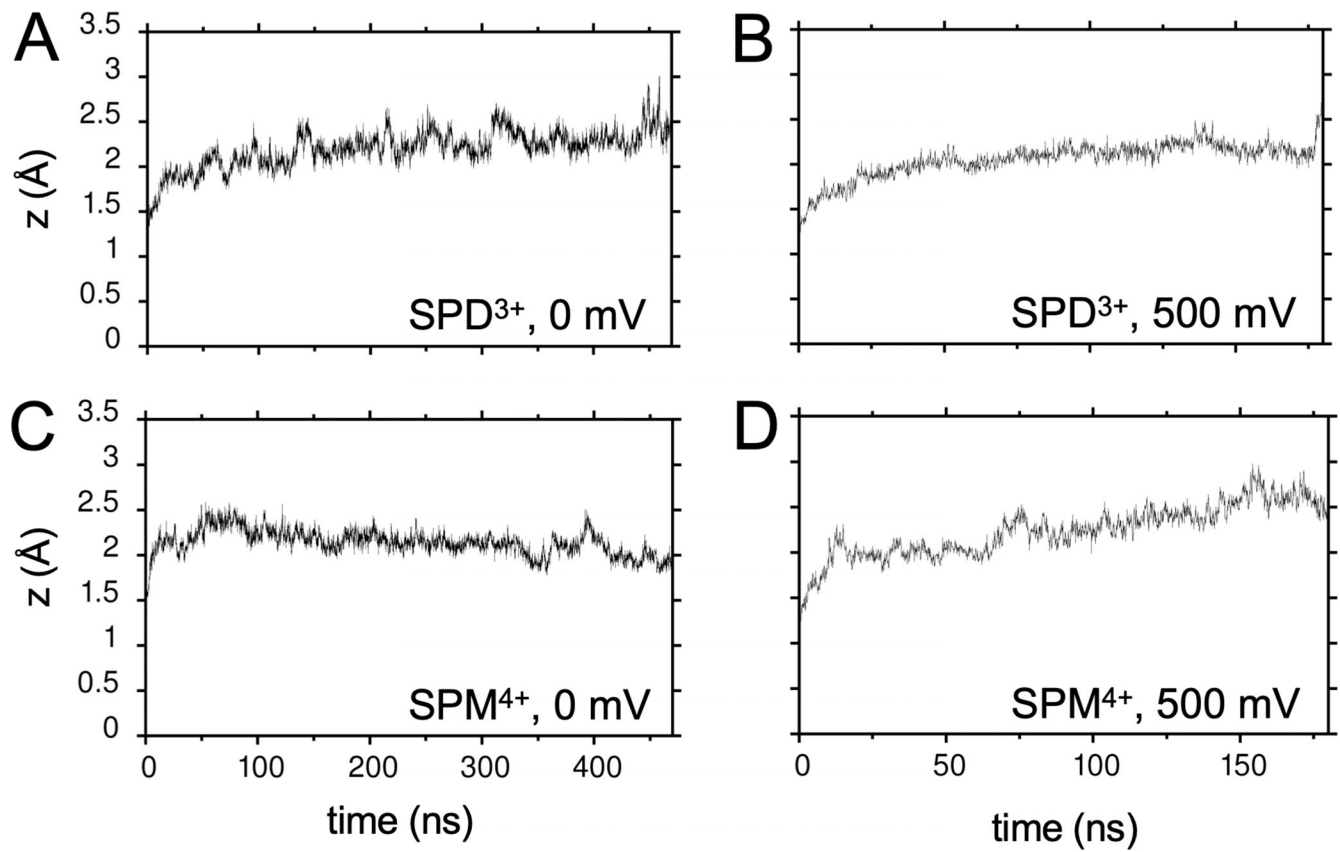 A
B
3.5
3
2.5
2
1.5
1
0.5
0
z (Å)
SPD3+, 0 mV
SPD3+, 500 mV
C
D
3.5
3
2.5
2
1.5
1
0.5
0
z (Å)
SPM4+, 0 mV
SPM4+, 500 mV
0 100 200 300 400
0 50 100 150
time (ns)
time (ns)